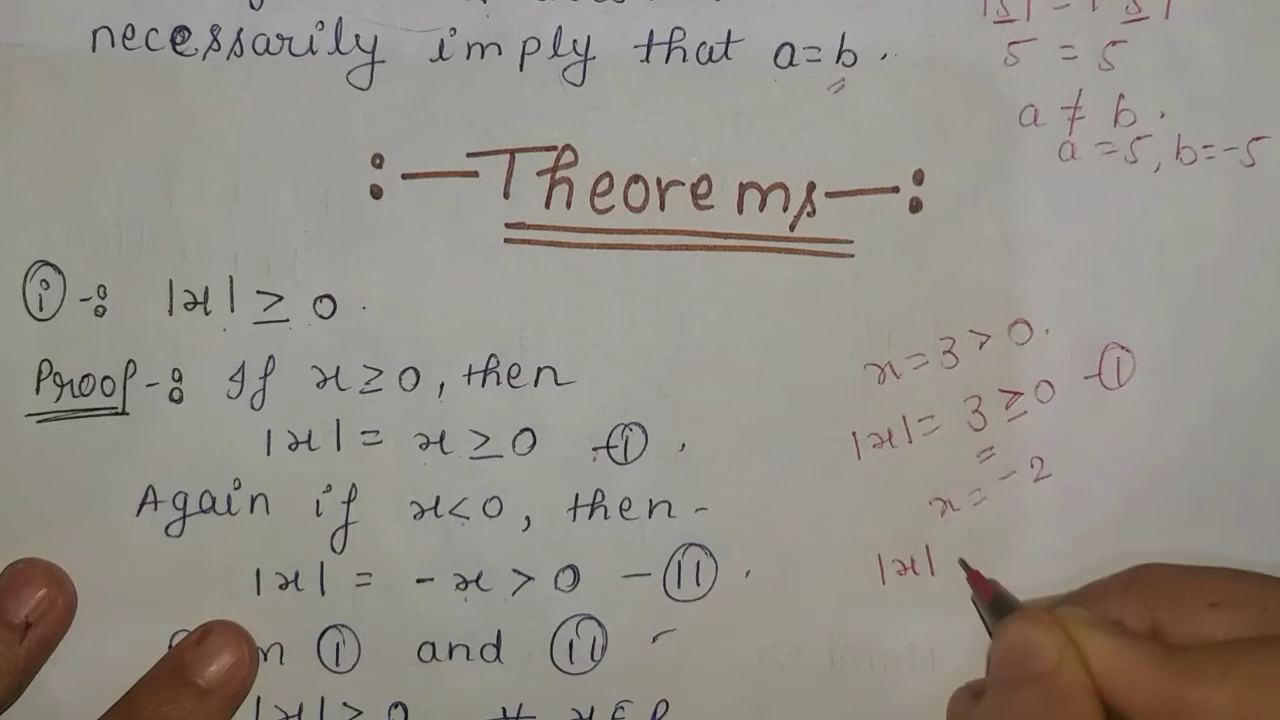 necessarily imply that a=b.
5 = 5
a ≠ b.
a = 5, b = -5
:—Theorems—:
(i) -: |x| ≥ 0.
Proof -: If x ≥ 0, then
|x| = x ≥ 0 -(I).
Again if x < 0, then -
|x| = -x > 0 -(II).
(I) and (II)
|x| ≥ 0 ∀ x ∈ R
x = 3 > 0.
|x| = 3 ≥ 0 -(I)
x = -2
|x|